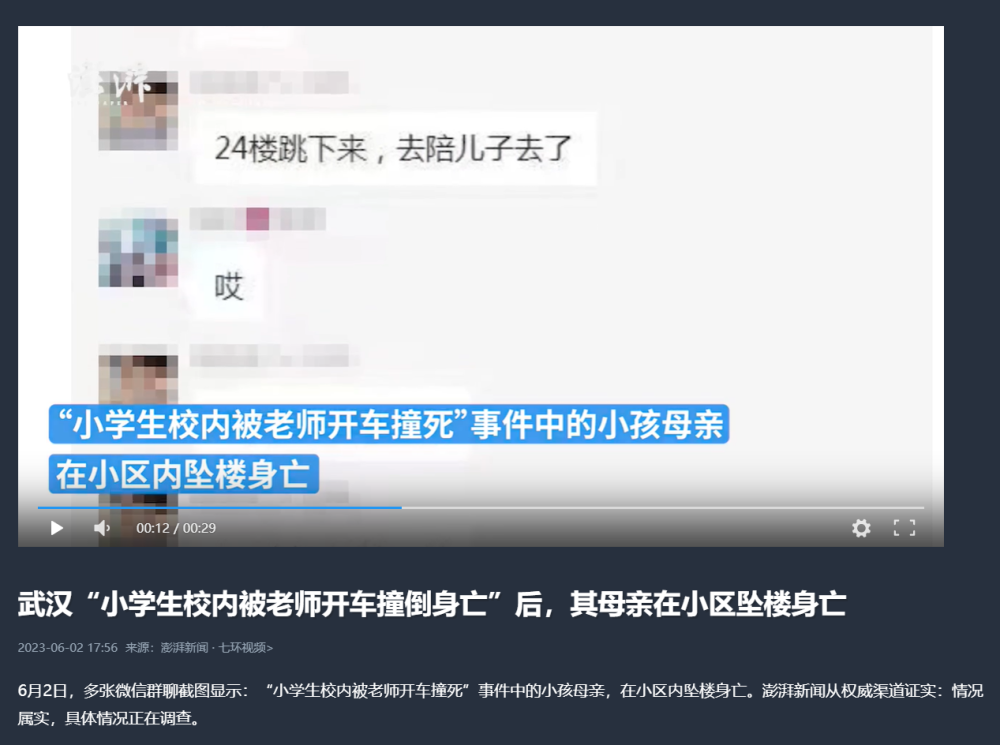 澎湃
24楼跳下来，去陪儿子去了
哎
“小学生校内被老师开车撞死”事件中的小孩母亲
在小区内坠楼身亡
00:12 / 00:29
武汉“小学生校内被老师开车撞倒身亡”后，其母亲在小区坠楼身亡
2023-06-02 17:56 来源：澎湃新闻 · 七环视频>
6月2日，多张微信群聊截图显示：“小学生校内被老师开车撞死”事件中的小孩母亲，在小区内坠楼身亡。澎湃新闻从权威渠道证实：情况
属实，具体情况正在调查。